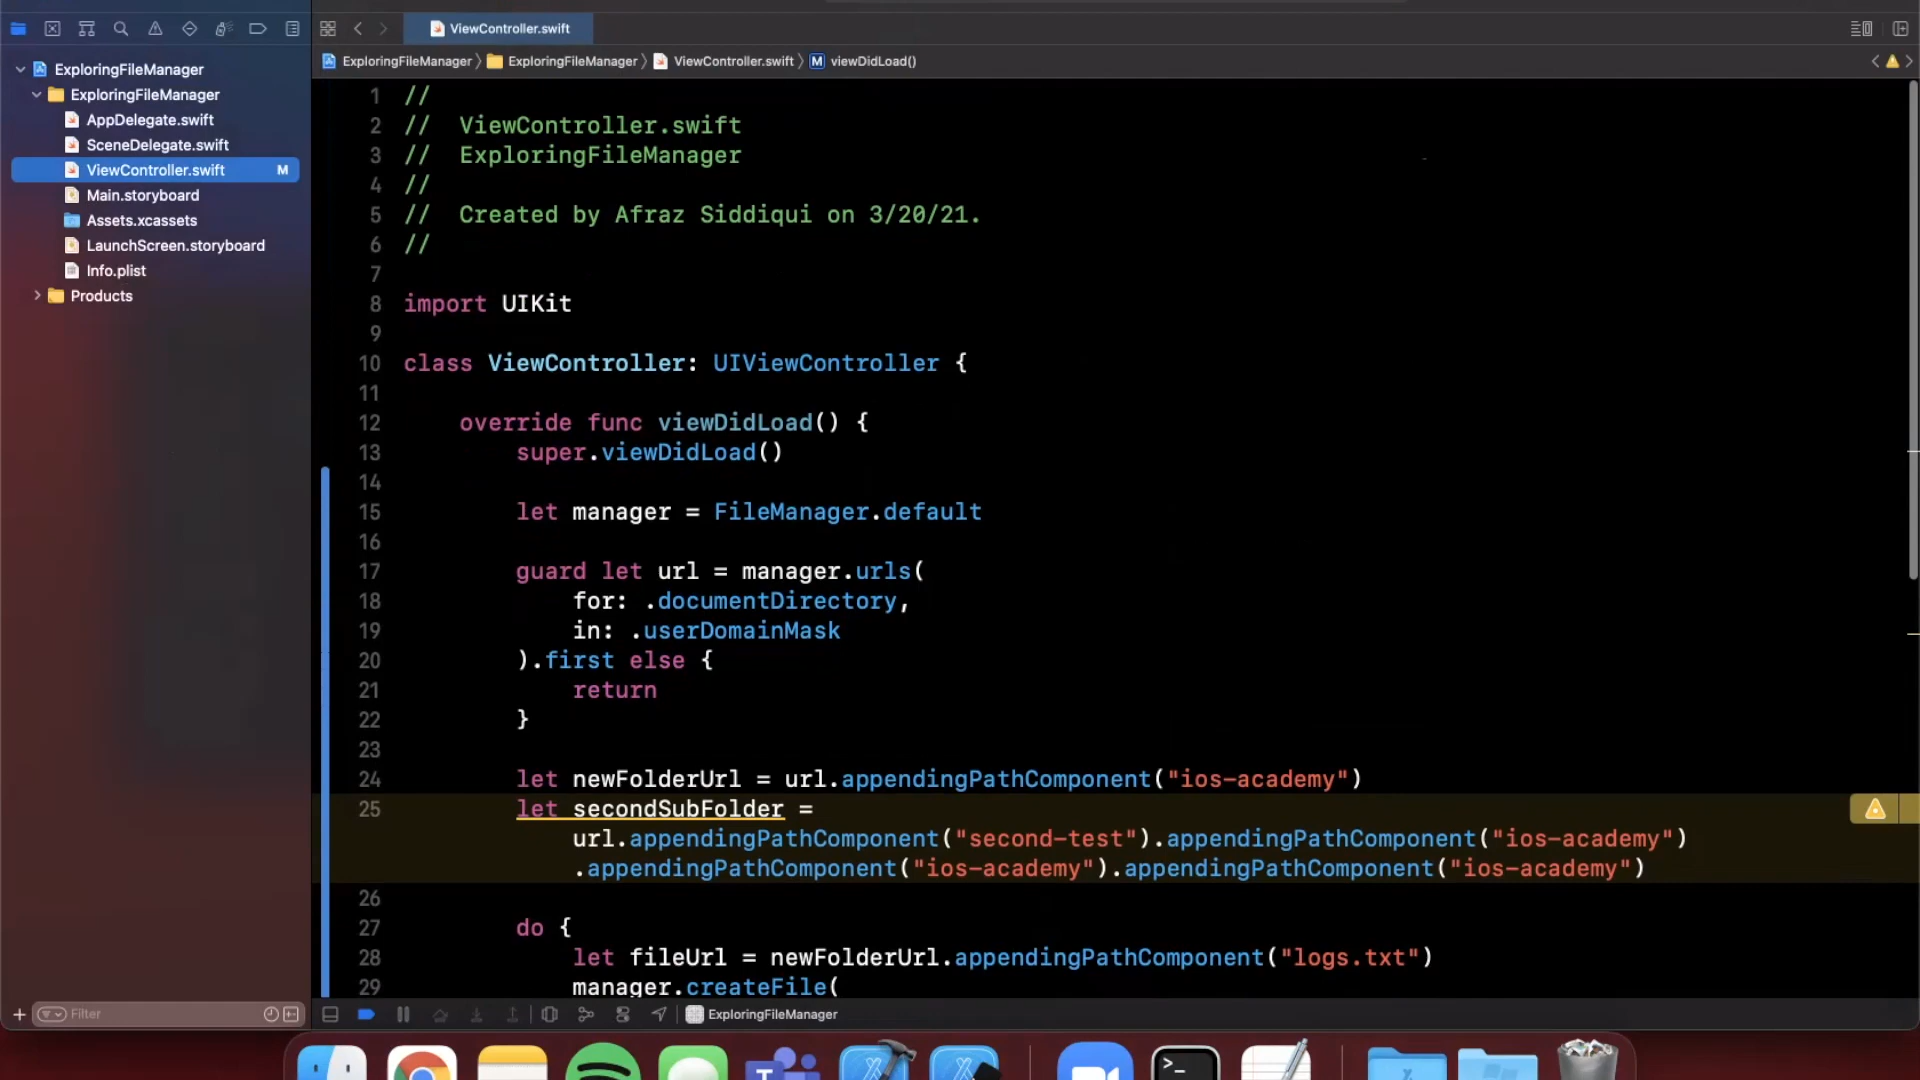 ViewController.swift
ExploringFileManager
ExploringFileManager
AppDelegate.swift
SceneDelegate.swift
ViewController.swift M
Main.storyboard
Assets.xcassets
LaunchScreen.storyboard
Info.plist
Products
Filter
ExploringFileManager ExploringFileManager ViewController.swift M viewDidLoad()
1 //
2 //  ViewController.swift
3 //  ExploringFileManager
4 //
5 //  Created by Afraz Siddiqui on 3/20/21.
6 //
7
8 import UIKit
9
10 class ViewController: UIViewController {
11
12     override func viewDidLoad() {
13         super.viewDidLoad()
14
15         let manager = FileManager.default
16
17         guard let url = manager.urls(
18             for: .documentDirectory,
19             in: .userDomainMask
20         ).first else {
21             return
22         }
23
24         let newFolderUrl = url.appendingPathComponent("ios-academy")
25         let secondSubFolder =
            url.appendingPathComponent("second-test").appendingPathComponent("ios-academy")
            .appendingPathComponent("ios-academy").appendingPathComponent("ios-academy")
26
27         do {
28             let fileUrl = newFolderUrl.appendingPathComponent("logs.txt")
29             manager.createFile(
ExploringFileManager